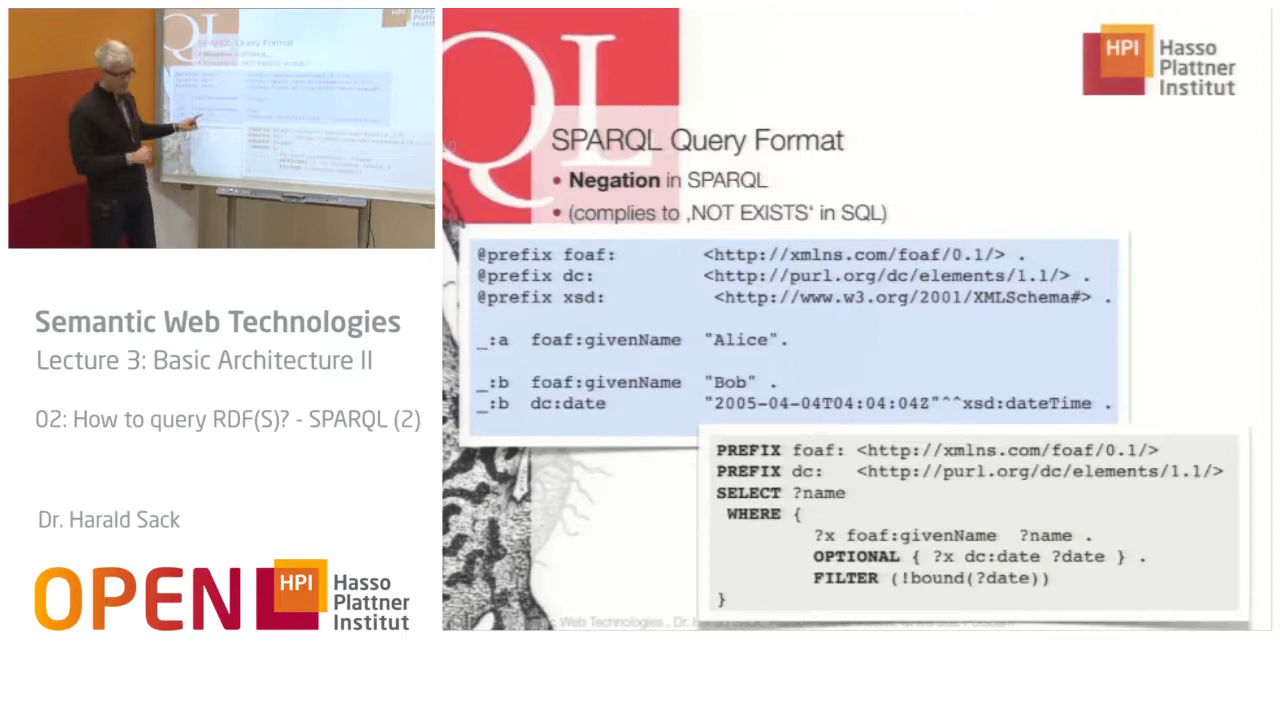 SPARQL Query Format
• Negation in SPARQL
• (complies to ‚NOT EXISTS‘ in SQL)
@prefix foaf: <http://xmlns.com/foaf/0.1/> .
@prefix dc: <http://purl.org/dc/elements/1.1/> .
@prefix xsd: <http://www.w3.org/2001/XMLSchema#> .
_:a foaf:givenName "Alice".
_:b foaf:givenName "Bob" .
_:b dc:date "2005-04-04T04:04:04Z"^^xsd:dateTime .
PREFIX foaf: <http://xmlns.com/foaf/0.1/>
PREFIX dc: <http://purl.org/dc/elements/1.1/>
SELECT ?name
WHERE {
?x foaf:givenName ?name .
OPTIONAL { ?x dc:date ?date } .
FILTER (!bound(?date))
}
QL
HPI Hasso
Plattner
Institut
Semantic Web Technologies
Lecture 3: Basic Architecture II
02: How to query RDF(S)? - SPARQL (2)
Dr. Harald Sack
OPEN HPI Hasso
Plattner
Institut
Web Technologies , Dr.